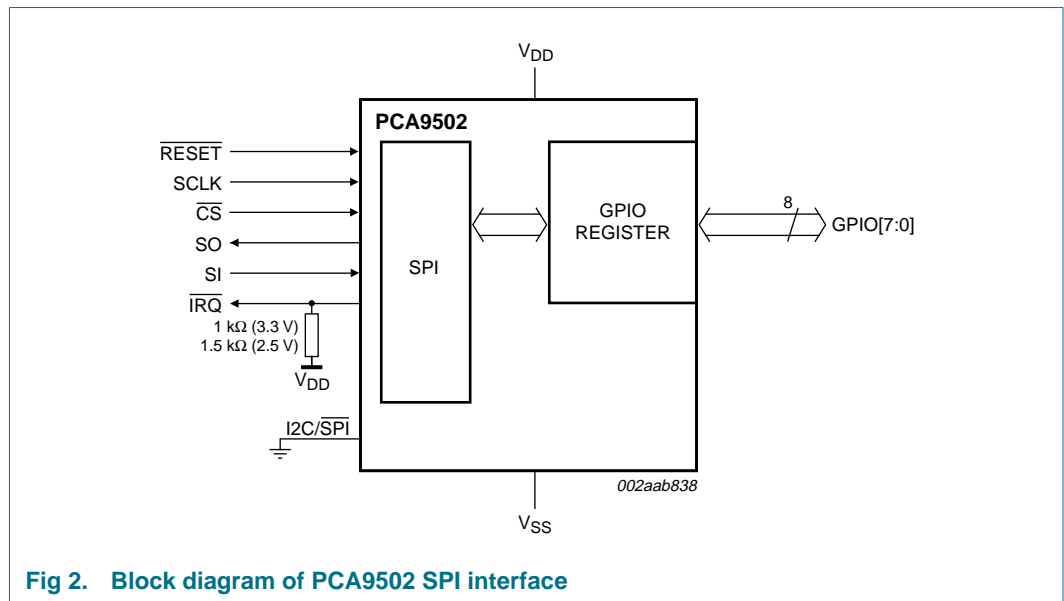 VDD
PCA9502
RESET
SCLK
CS
SO
SI
IRQ
1 kΩ (3.3 V)
1.5 kΩ (2.5 V)
VDD
I2C/SPI
SPI
GPIO
REGISTER
8
GPIO[7:0]
002aab838
VSS
Fig 2. Block diagram of PCA9502 SPI interface